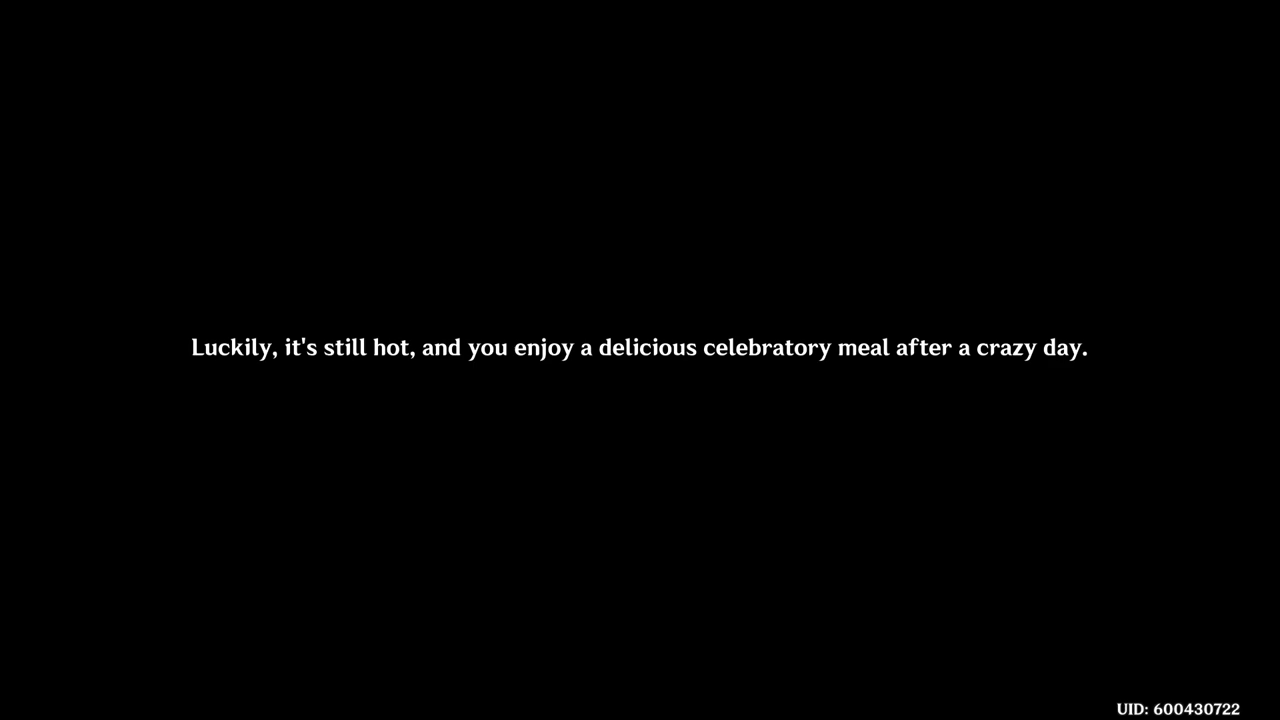 Luckily, it's still hot, and you enjoy a delicious celebratory meal after a crazy day.
UID: 600430722